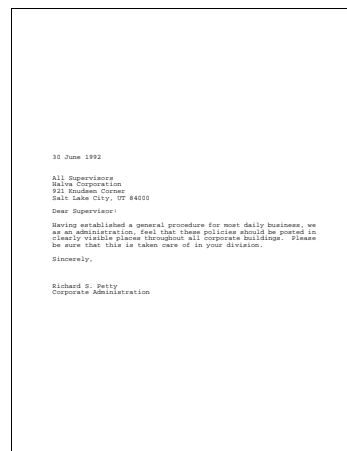 30 June 1992
All Supervisors
Halva Corporation
921 Knudsen Corner
Salt Lake City, UT 84000
Dear Supervisor:
Having established a general procedure for most daily business, we
as an administration, feel that these policies should be posted in
clearly visible places throughout all corporate buildings.  Please
be sure that this is taken care of in your division.
Sincerely,
Richard S. Petty
Corporate Administration